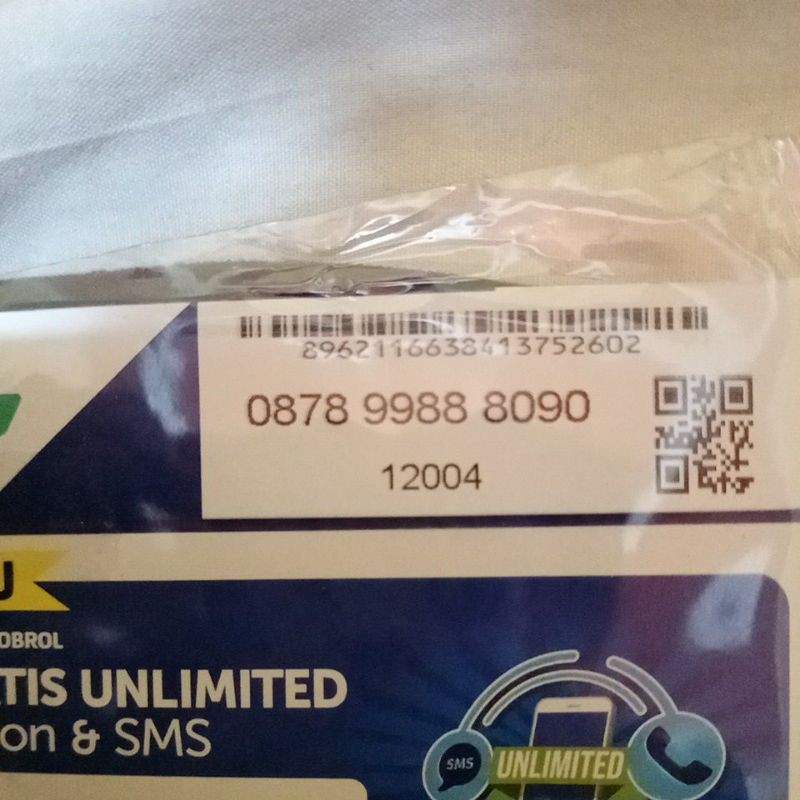 8962116638413752602
0878 9988 8090
12004
J
OBROL
TIS UNLIMITED
on & SMS
SMS
UNLIMITED